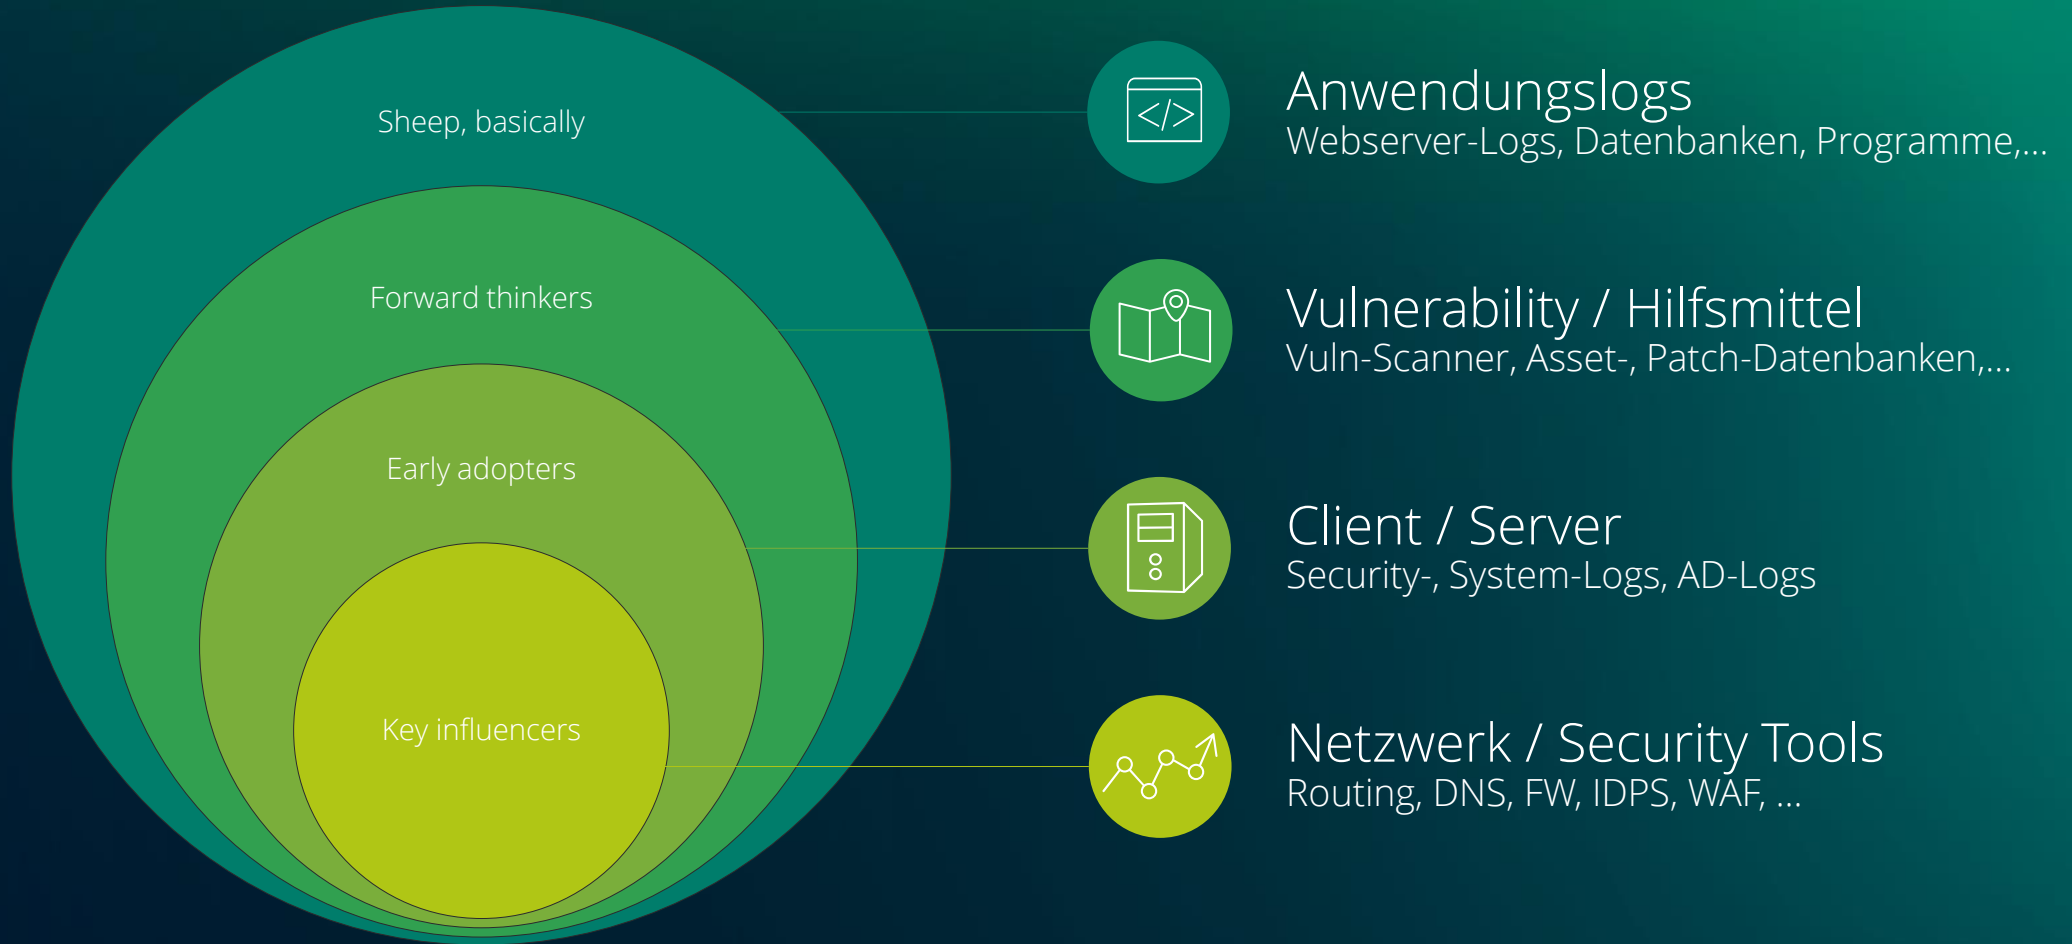 Sheep, basically
Forward thinkers
Early adopters
Key influencers
</>
Anwendungslogs
Webserver-Logs, Datenbanken, Programme,...
Vulnerability / Hilfsmittel
Vuln-Scanner, Asset-, Patch-Datenbanken,...
Client / Server
Security-, System-Logs, AD-Logs
Netzwerk / Security Tools
Routing, DNS, FW, IDPS, WAF, ...